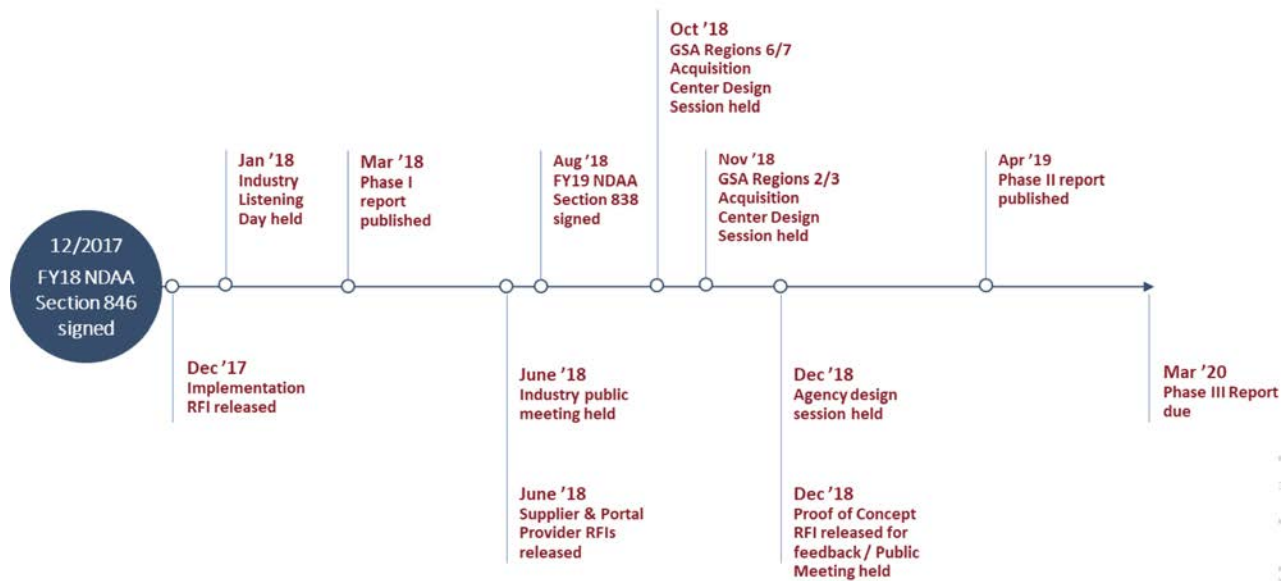 12/2017
FY18 NDAA
Section 846
signed
Dec ’17
Implementation
RFI released
Jan ’18
Industry
Listening
Day held
Mar ’18
Phase I
report
published
June ’18
Industry public
meeting held
June ’18
Supplier & Portal
Provider RFIs
released
Aug ’18
FY19 NDAA
Section 838
signed
Oct ’18
GSA Regions 6/7
Acquisition
Center Design
Session held
Nov ’18
GSA Regions 2/3
Acquisition
Center Design
Session held
Dec ’18
Agency design
session held
Dec ’18
Proof of Concept
RFI released for
feedback / Public
Meeting held
Apr ’19
Phase II report
published
Mar ’20
Phase III Report
due